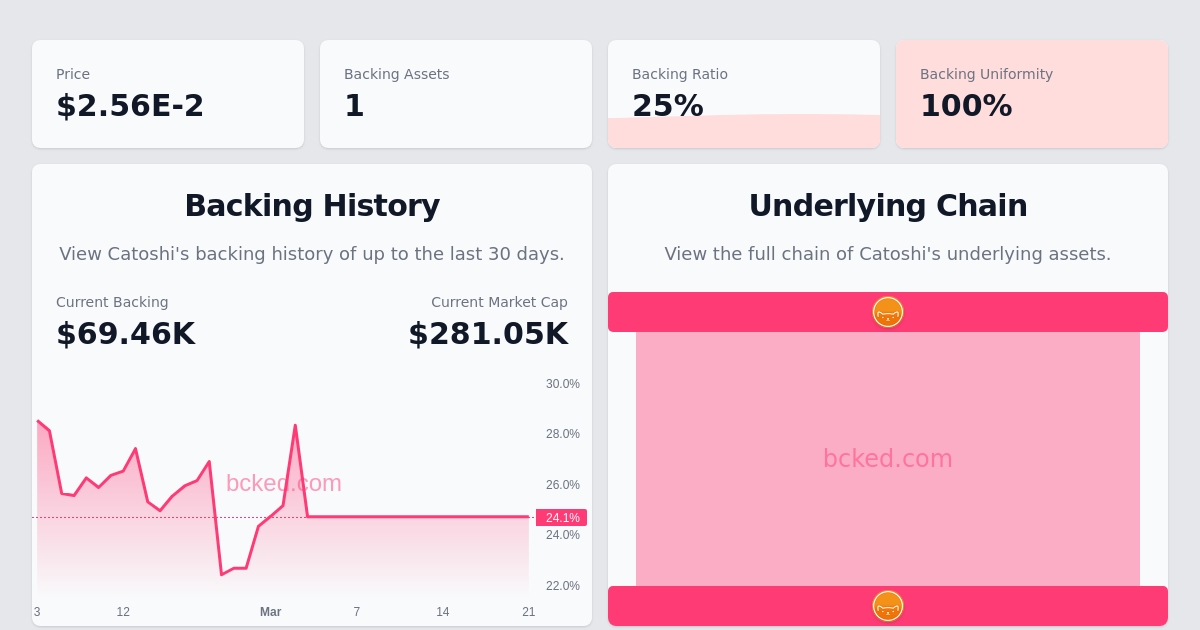 Price
$2.56E-2
Backing Assets
1
Backing Ratio
25%
Backing Uniformity
100%
Backing History
View Catoshi's backing history of up to the last 30 days.
Current Backing
$69.46K
Current Market Cap
$281.05K
30.0%
28.0%
26.0%
24.1%
24.0%
22.0%
bcked.com
3
12
Mar
7
14
21
Underlying Chain
View the full chain of Catoshi's underlying assets.
bcked.com